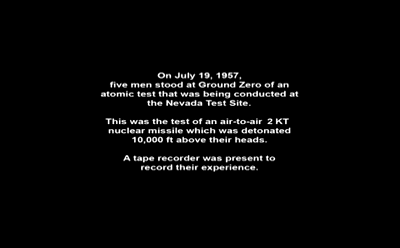 On July 19, 1957,
five men stood at Ground Zero of an
atomic test that was being conducted at
the Nevada Test Site.
This was the test of an air-to-air 2 KT
nuclear missile which was detonated
10,000 ft above their heads.
A tape recorder was present to
record their experience.